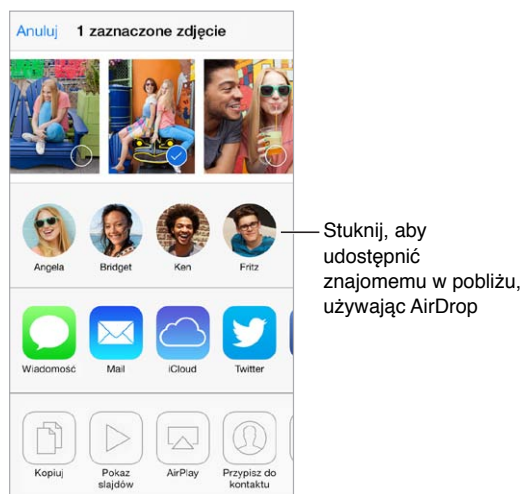 Anuluj 1 zaznaczone zdjęcie
Angela Bridget Ken Fritz
Stuknij, aby
udostępnić
znajomemu w pobliżu,
używając AirDrop
Wiadomość Mail iCloud Twitter
Kopiuj Pokaz slajdów AirPlay Przypisz do kontaktu